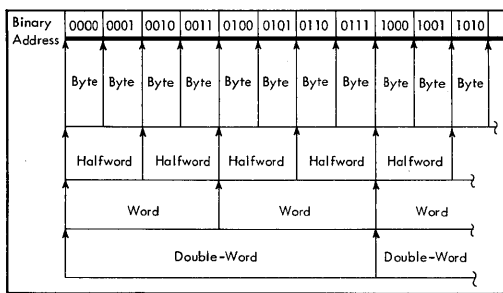 Binary Address 0000 0001 0010 0011 0100 0101 0110 0111 1000 1001 1010
Byte Byte Byte Byte Byte Byte Byte Byte Byte Byte Byte
Halfword Halfword Halfword Halfword Halfword
Word Word Word
Double-Word Double-Word